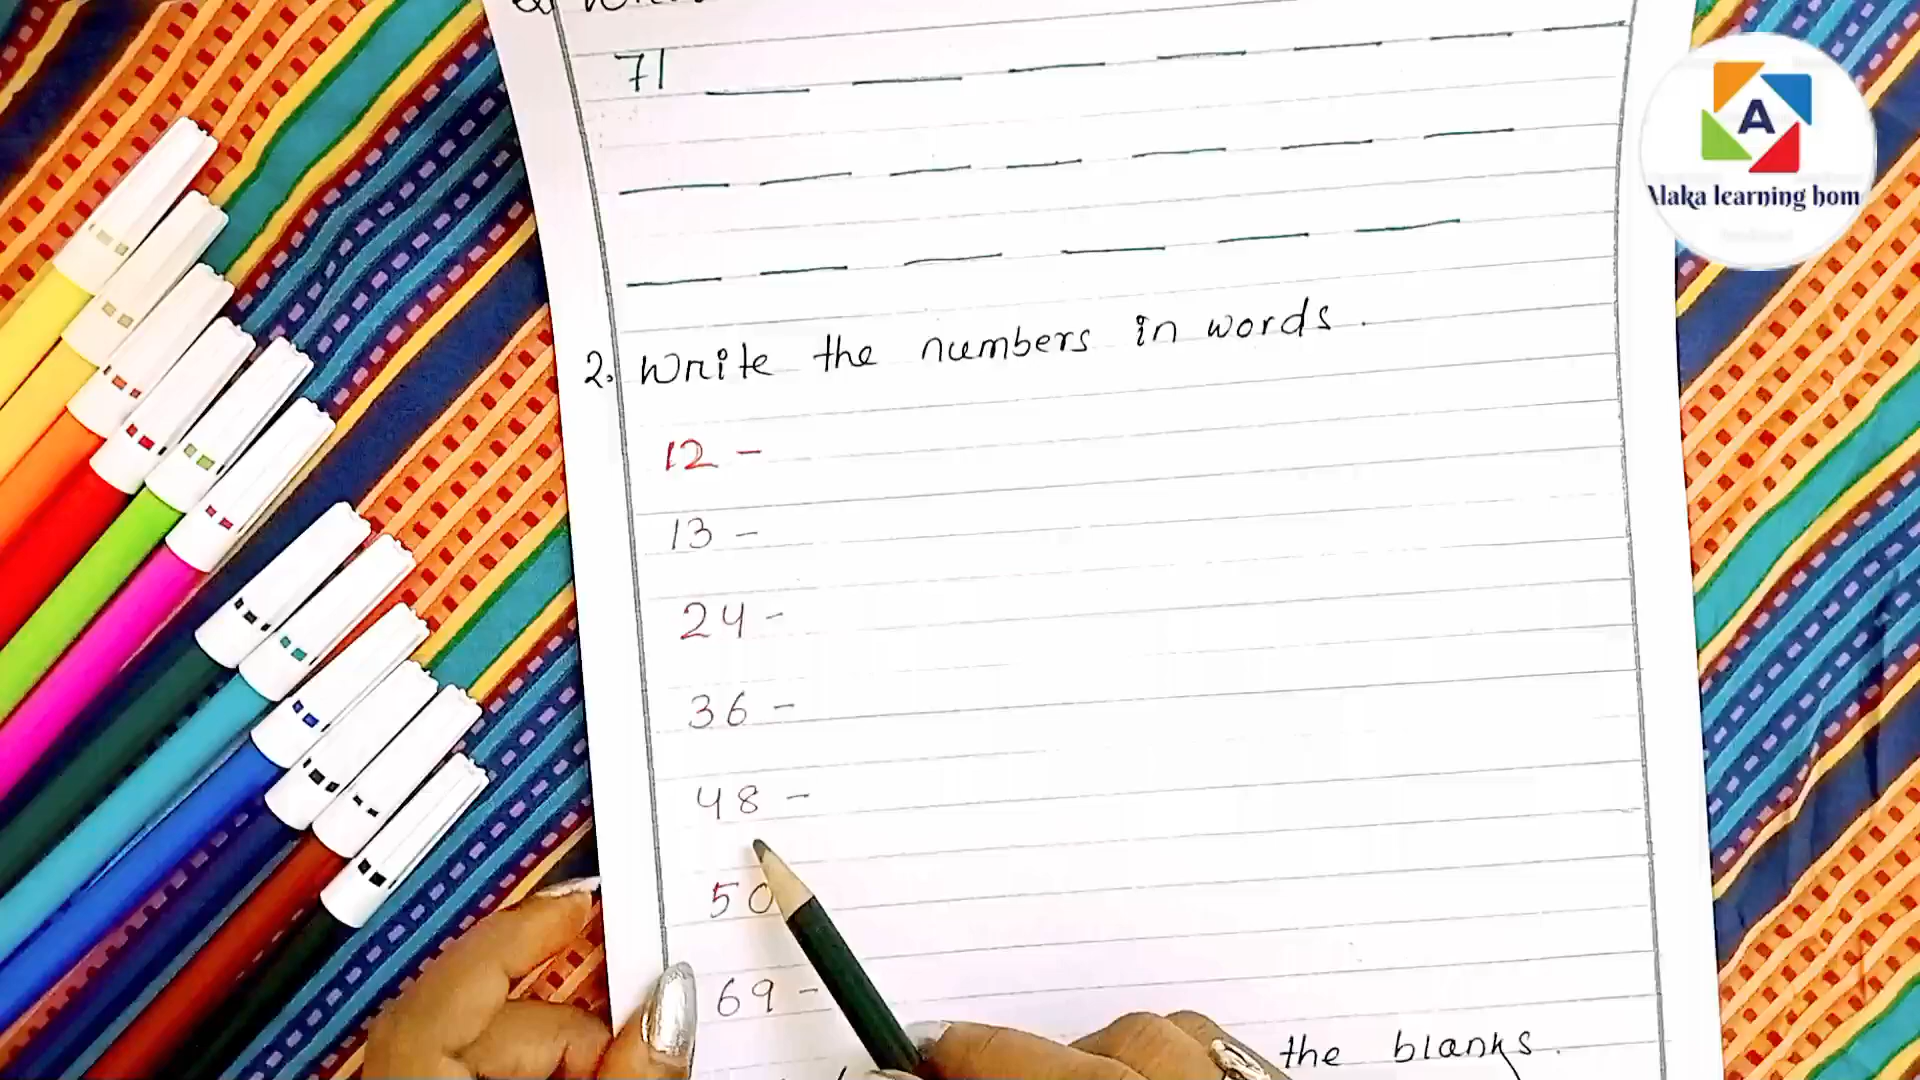 71
2. Write the numbers in words.
12 -
13 -
24 -
36 -
48 -
50
69 -
the blanks.
A
Alaka learning hom